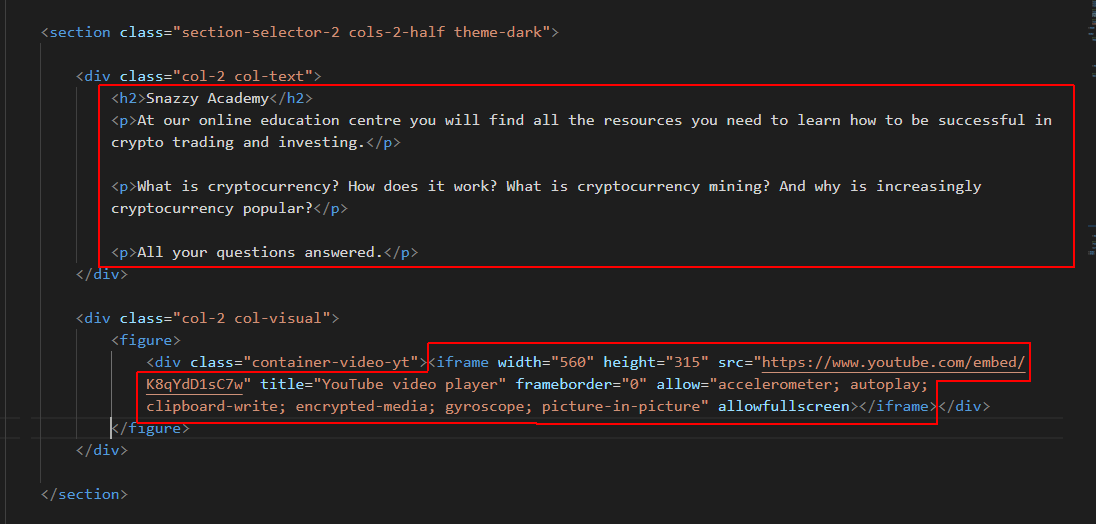 <section class="section-selector-2 cols-2-half theme-dark">
<div class="col-2 col-text">
<h2>Snazzy Academy</h2>
<p>At our online education centre you will find all the resources you need to learn how to be successful in
crypto trading and investing.</p>
<p>What is cryptocurrency? How does it work? What is cryptocurrency mining? And why is increasingly
cryptocurrency popular?</p>
<p>All your questions answered.</p>
</div>
<div class="col-2 col-visual">
<figure>
<div class="container-video-yt"><iframe width="560" height="315" src="https://www.youtube.com/embed/
K8qYdD1sC7w" title="YouTube video player" frameborder="0" allow="accelerometer; autoplay;
clipboard-write; encrypted-media; gyroscope; picture-in-picture" allowfullscreen></iframe></div>
</figure>
</div>
</section>